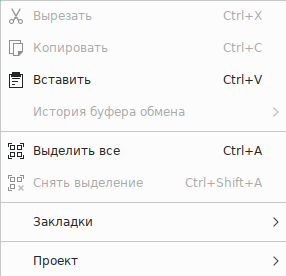 Вырезать Ctrl+X
Копировать Ctrl+C
Вставить Ctrl+V
История буфера обмена
Выделить все Ctrl+A
Снять выделение Ctrl+Shift+A
Закладки
Проект